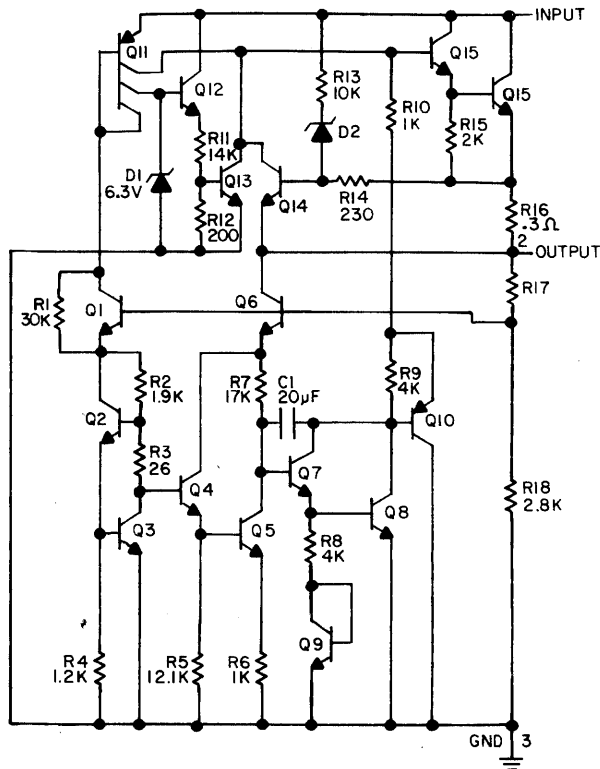 INPUT
Q11
Q15
Q12
R13
10K
Q15
R10
1K
R15
2K
R11
14K
D2
D1
6.3V
Q13
R12
200
Q14
R14
230
R16
.3Ω
2
OUTPUT
R1
30K
Q1
Q6
R17
R2
1.9K
R7
17K
C1
20µF
R9
4K
Q2
Q10
R3
26
Q4
Q7
R18
2.8K
Q3
Q5
Q8
R8
4K
Q9
R4
1.2K
R5
12.1K
R6
1K
GND 3